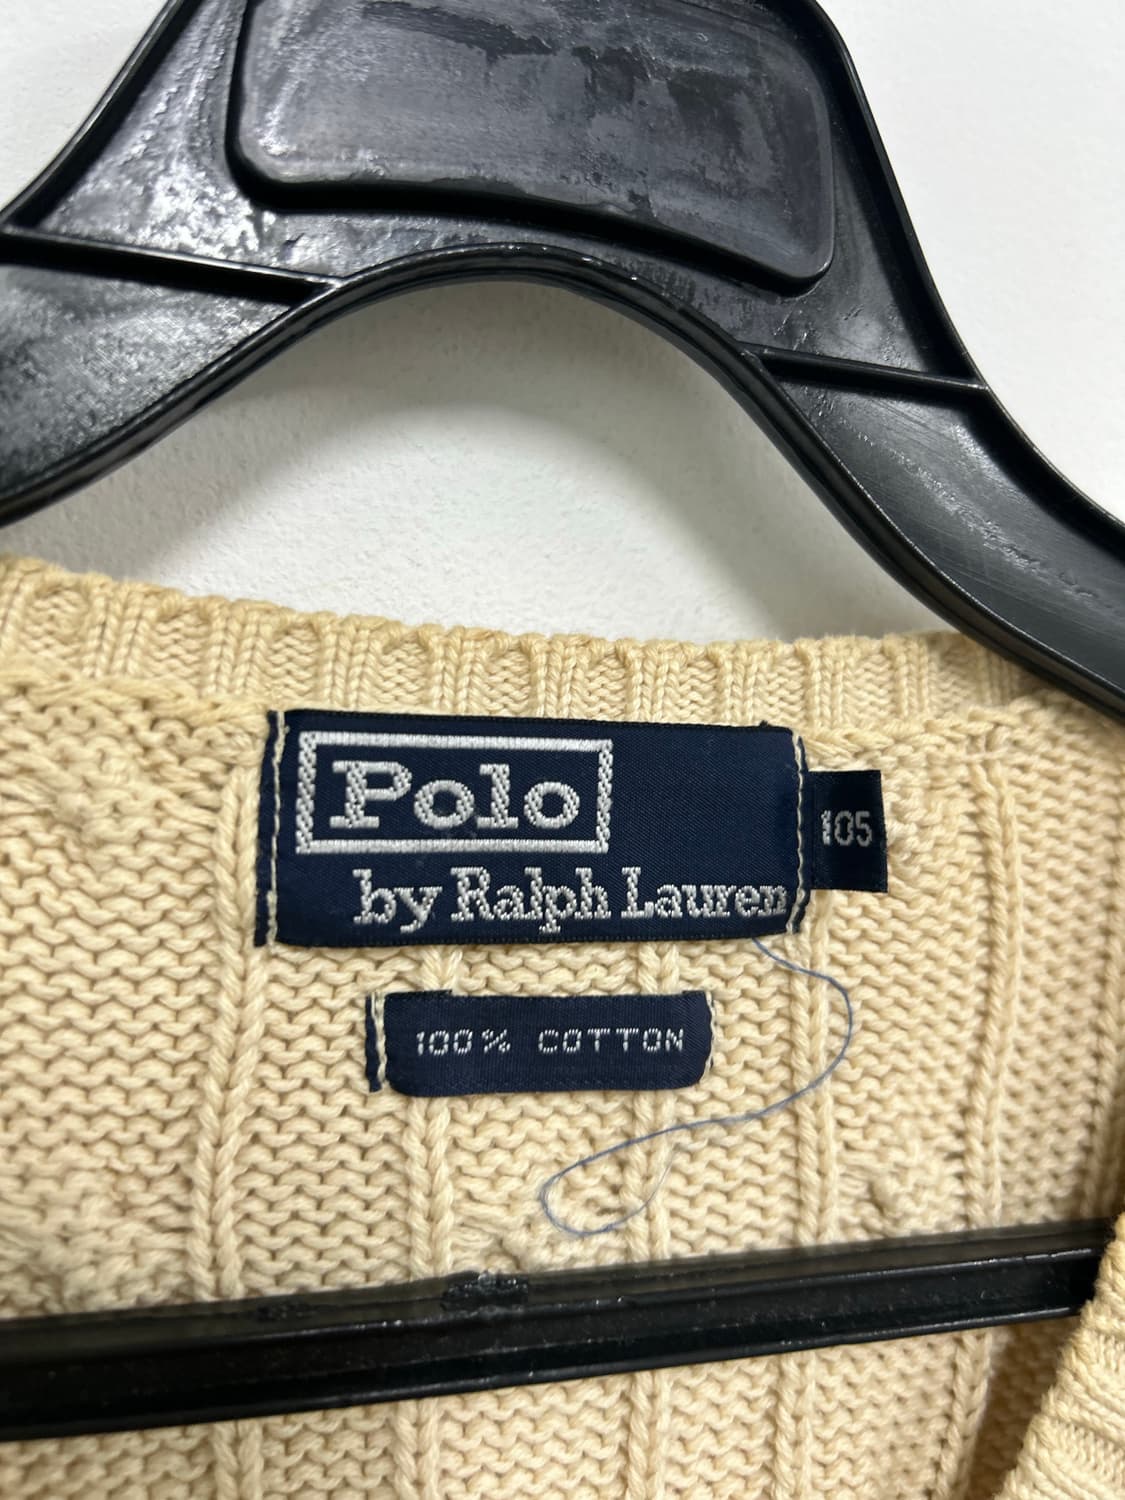 Polo
by Ralph Lauren
105
100% COTTON